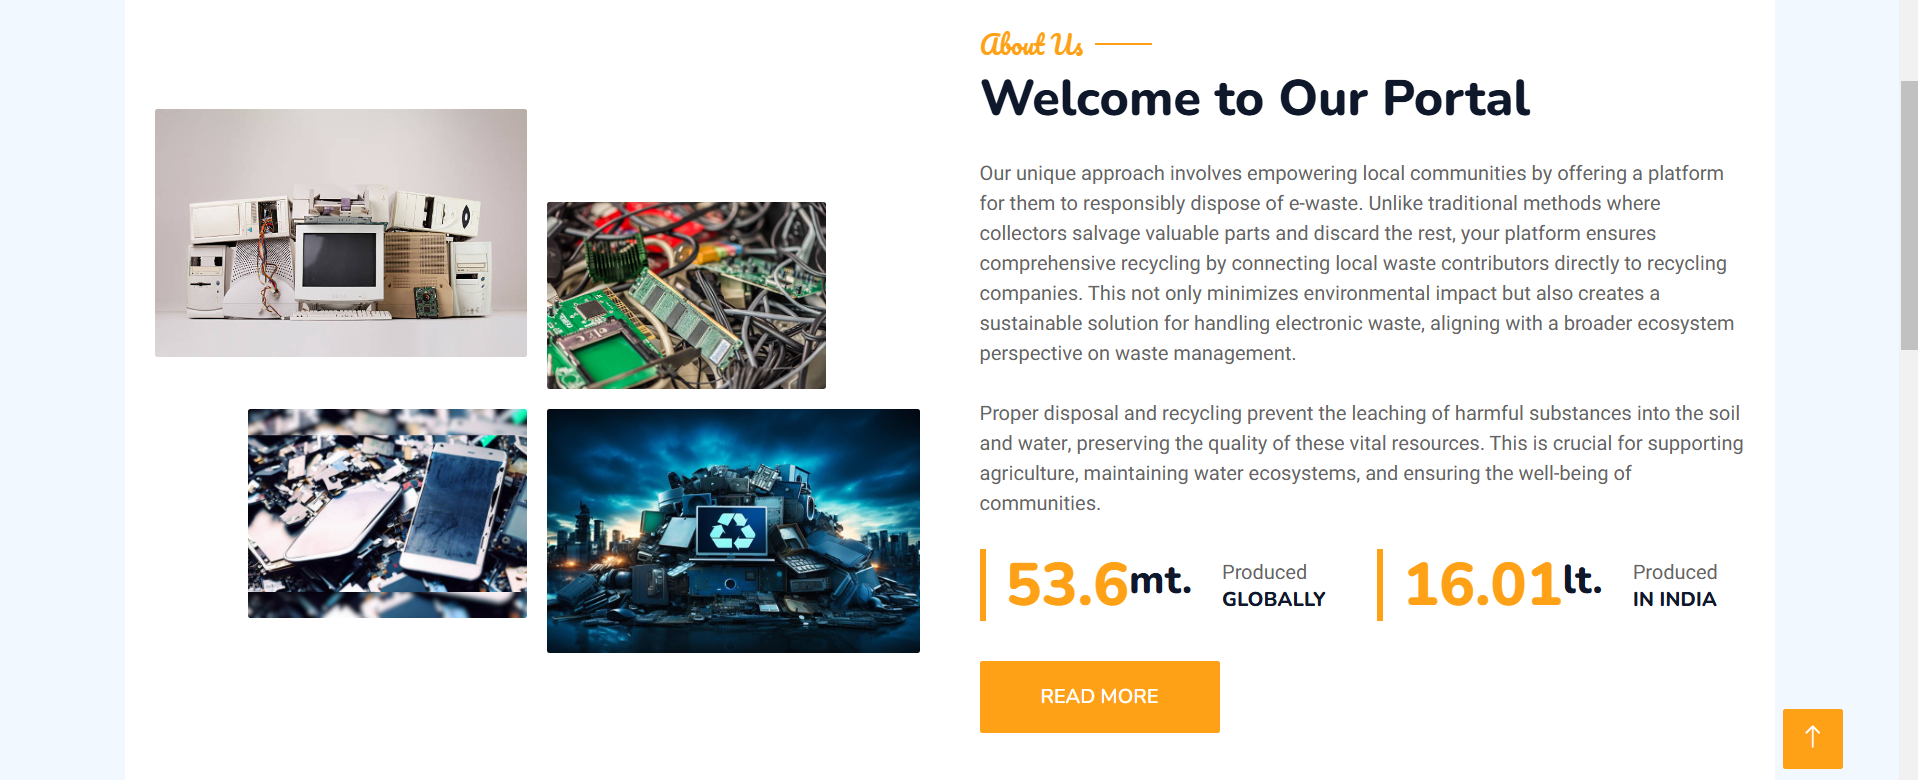 About Us
Welcome to Our Portal
Our unique approach involves empowering local communities by offering a platform
for them to responsibly dispose of e-waste. Unlike traditional methods where
collectors salvage valuable parts and discard the rest, your platform ensures
comprehensive recycling by connecting local waste contributors directly to recycling
companies. This not only minimizes environmental impact but also creates a
sustainable solution for handling electronic waste, aligning with a broader ecosystem
perspective on waste management.
Proper disposal and recycling prevent the leaching of harmful substances into the soil
and water, preserving the quality of these vital resources. This is crucial for supporting
agriculture, maintaining water ecosystems, and ensuring the well-being of
communities.
53.6mt. Produced GLOBALLY
16.01lt. Produced IN INDIA
READ MORE